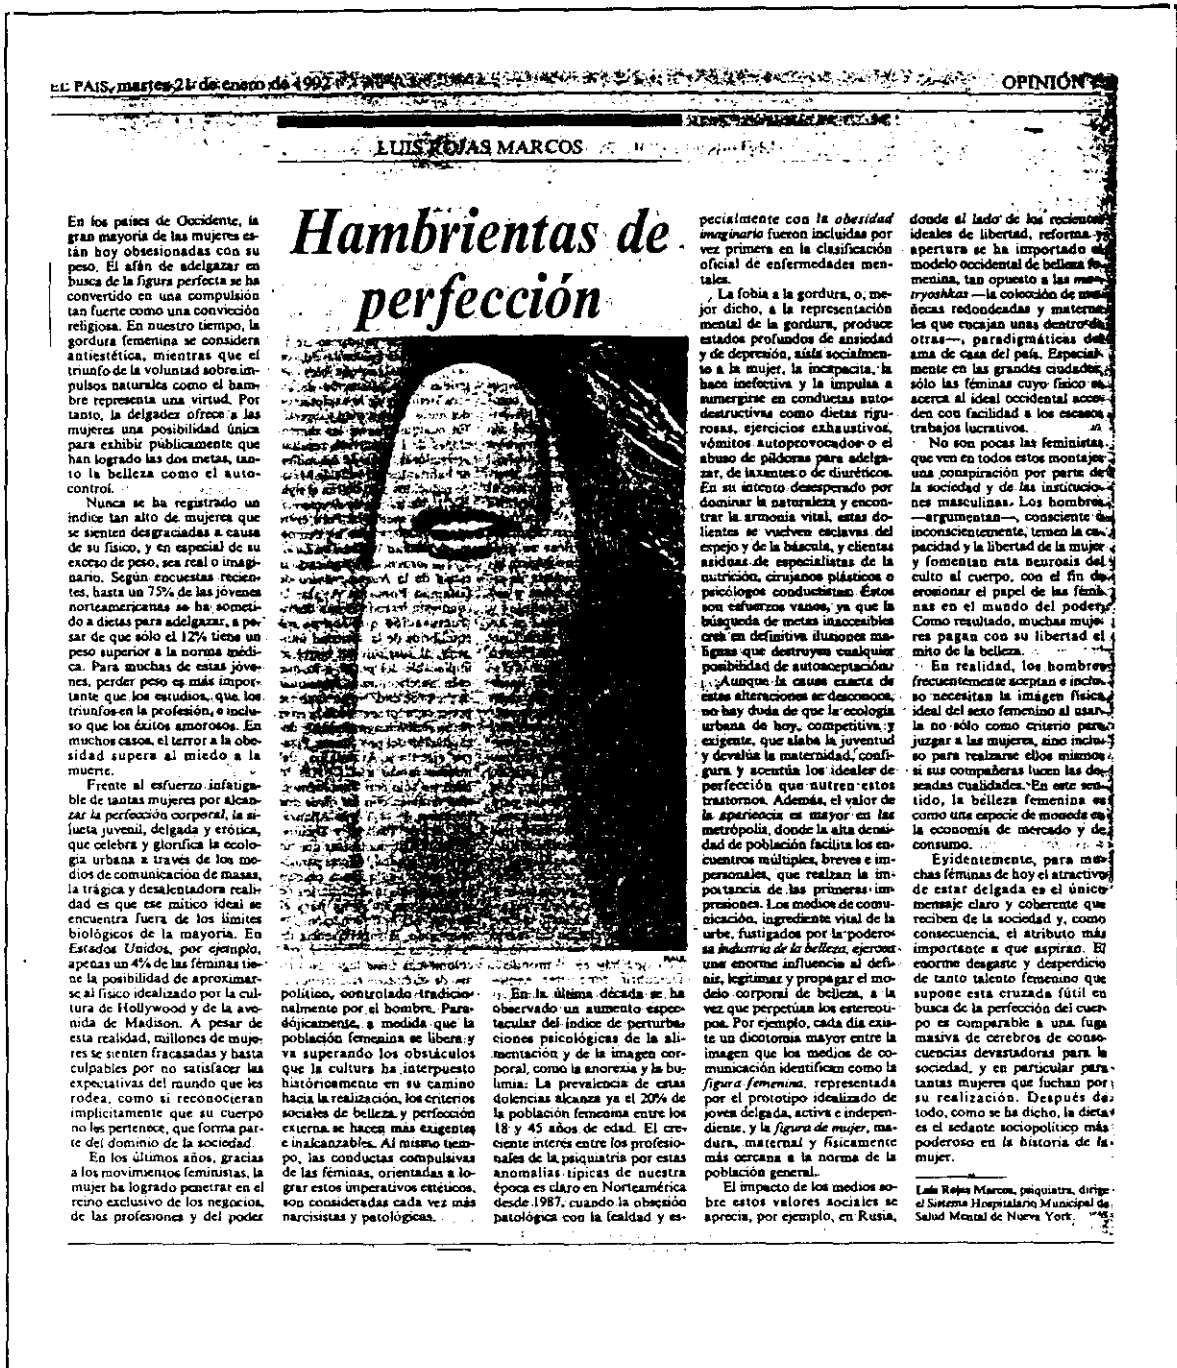 EL PAIS, martes 21 de enero de 1992
OPINIÓN
LUIS ROJAS MARCOS
Hambrientas de
perfección
En los países de Occidente, la
gran mayoría de las mujeres es-
tán hoy obsesionadas con su
peso. El afán de adelgazar en
busca de la figura perfecta se ha
convertido en una compulsión
tan fuerte como una convicción
religiosa. En nuestro tiempo, la
gordura femenina se considera
antiestética, mientras que el
triunfo de la voluntad sobre im-
pulsos naturales como el ham-
bre representa una virtud. Por
tanto, la delgadez ofrece a las
mujeres una posibilidad única
para exhibir públicamente que
han logrado las dos metas, tan-
to la belleza como el auto-
control.
Nunca se ha registrado un
índice tan alto de mujeres que
se sienten desgraciadas a causa
de su físico, y en especial de su
exceso de peso, sea real o imagi-
nario. Según encuestas recien-
tes, hasta un 75% de las jóvenes
norteamericanas se ha someti-
do a dietas para adelgazar, a pe-
sar de que sólo el 12% tiene un
peso superior a la norma médi-
ca. Para muchas de estas jóve-
nes, perder peso es más impor-
tante que los estudios, que los
triunfos en la profesión, e inclu-
so que los éxitos amorosos. En
muchos casos, el terror a la obe-
sidad supera al miedo a la
muerte.
Frente al esfuerzo infatiga-
ble de tantas mujeres por alcan-
zar la perfección corporal, la si-
lueta juvenil, delgada y erótica,
que celebra y glorifica la ecolo-
gía urbana a través de los me-
dios de comunicación de masas,
la trágica y desalentadora reali-
dad es que ese mítico ideal se
encuentra fuera de los límites
biológicos de la mayoría. En
Estados Unidos, por ejemplo,
apenas un 4% de las féminas tie-
ne la posibilidad de aproximar-
se al físico idealizado por la cul-
tura de Hollywood y de la ave-
nida de Madison. A pesar de
esta realidad, millones de muje-
res se sienten fracasadas y hasta
culpables por no satisfacer las
expectativas del mundo que les
rodea, como si reconocieran
implícitamente que su cuerpo
no les pertenece, que forma par-
te del dominio de la sociedad.
En los últimos años, gracias
a los movimientos feministas, la
mujer ha logrado penetrar en el
reino exclusivo de los negocios,
de las profesiones y del poder
RAUL
político, controlado tradicio-
nalmente por el hombre. Para-
dójicamente, a medida que la
población femenina se libera y
va superando los obstáculos
que la cultura ha interpuesto
históricamente en su camino
hacia la realización, los criterios
sociales de belleza y perfección
externa se hacen más exigentes
e inalcanzables. Al mismo tiem-
po, las conductas compulsivas
de las féminas, orientadas a lo-
grar estos imperativos estéticos,
son consideradas cada vez más
narcisistas y patológicas.
En la última década se ha
observado un aumento espec-
tacular del índice de perturba-
ciones psicológicas de la ali-
mentación y de la imagen cor-
poral, como la anorexia y la bu-
limia. La prevalencia de estas
dolencias alcanza ya el 20% de
la población femenina entre los
18 y 45 años de edad. El cre-
ciente interés entre los profesio-
nales de la psiquiatría por estas
anomalías típicas de nuestra
época es claro en Norteamérica
desde 1987, cuando la obsesión
patológica con la fealdad y es-
pecialmente con la obesidad
imaginaria fueron incluidas por
vez primera en la clasificación
oficial de enfermedades men-
tales.
La fobia a la gordura, o, me-
jor dicho, a la representación
mental de la gordura, produce
estados profundos de ansiedad
y de depresión, aísla socialmen-
te a la mujer, la incapacita, la
hace inefectiva y la impulsa a
sumergirse en conductas auto-
destructivas como dietas rigu-
rosas, ejercicios exhaustivos,
vómitos autoprovocados o el
abuso de píldoras para adelga-
zar, de laxantes o de diuréticos.
En su intento desesperado por
dominar la naturaleza y encon-
trar la armonía vital, estas do-
lientes se vuelven esclavas del
espejo y de la báscula, y clientas
asiduas de especialistas de la
nutrición, cirujanos plásticos o
psicólogos conductistas. Éstos
son esfuerzos vanos, ya que la
búsqueda de metas inaccesibles
crea en definitiva ilusiones ma-
lignas que destruyen cualquier
posibilidad de autoaceptación.
Aunque la causa exacta de
estas alteraciones se desconoce,
no hay duda de que la ecología
urbana de hoy, competitiva y
exigente, que alaba la juventud
y devalúa la maternidad, confi-
gura y acentúa los ideales de
perfección que nutren estos
trastornos. Además, el valor de
la apariencia es mayor en las
metrópolis, donde la alta densi-
dad de población facilita los en-
cuentros múltiples, breves e im-
personales, que realzan la im-
portancia de las primeras im-
presiones. Los medios de comu-
nicación, ingrediente vital de la
urbe, fustigados por la podero-
sa industria de la belleza, ejercen
una enorme influencia al defi-
nir, legitimar y propagar el mo-
delo corporal de belleza, a la
vez que perpetúan los estereoti-
pos. Por ejemplo, cada día exis-
te un dicotomía mayor entre la
imagen que los medios de co-
municación identifican como la
figura femenina, representada
por el prototipo idealizado de
joven delgada, activa e indepen-
diente, y la figura de mujer, ma-
dura, maternal y físicamente
más cercana a la norma de la
población general.
El impacto de los medios so-
bre estos valores sociales se
aprecia, por ejemplo, en Rusia,
donde al lado de los recientes
ideales de libertad, reforma y
apertura se ha importado el
modelo occidental de belleza fe-
menina, tan opuesto a las ma-
tryoshkas —la colección de mu-
ñecas redondeadas y materna-
les que encajan unas dentro de
otras—, paradigmáticas del
ama de casa del país. Especial-
mente en las grandes ciudades,
sólo las féminas cuyo físico se
acerca al ideal occidental acce-
den con facilidad a los escasos
trabajos lucrativos.
No son pocas las feministas
que ven en todos estos montajes
una conspiración por parte de
la sociedad y de las institucio-
nes masculinas. Los hombres
—argumentan—, consciente o
inconscientemente, temen la ca-
pacidad y la libertad de la mujer
y fomentan esta neurosis del
culto al cuerpo, con el fin de
erosionar el papel de las fémi-
nas en el mundo del poder.
Como resultado, muchas muje-
res pagan con su libertad el
mito de la belleza.
En realidad, los hombres
frecuentemente aceptan e inclu-
so necesitan la imagen física
ideal del sexo femenino al usar-
la no sólo como criterio para
juzgar a las mujeres, sino inclu-
so para realzarse ellos mismos
si sus compañeras lucen las de-
seadas cualidades. En este sen-
tido, la belleza femenina es
como una especie de moneda en
la economía de mercado y de
consumo.
Evidentemente, para mu-
chas féminas de hoy el atractivo
de estar delgada es el único
mensaje claro y coherente que
reciben de la sociedad y, como
consecuencia, el atributo más
importante a que aspiran. El
enorme desgaste y desperdicio
de tanto talento femenino que
supone esta cruzada fútil en
busca de la perfección del cuer-
po es comparable a una fuga
masiva de cerebros de conse-
cuencias devastadoras para la
sociedad, y en particular para
tantas mujeres que luchan por
su realización. Después de
todo, como se ha dicho, la dieta
es el sedante sociopolítico más
poderoso en la historia de la
mujer.
Luis Rojas Marcos, psiquiatra, dirige
el Sistema Hospitalario Municipal de
Salud Mental de Nueva York.